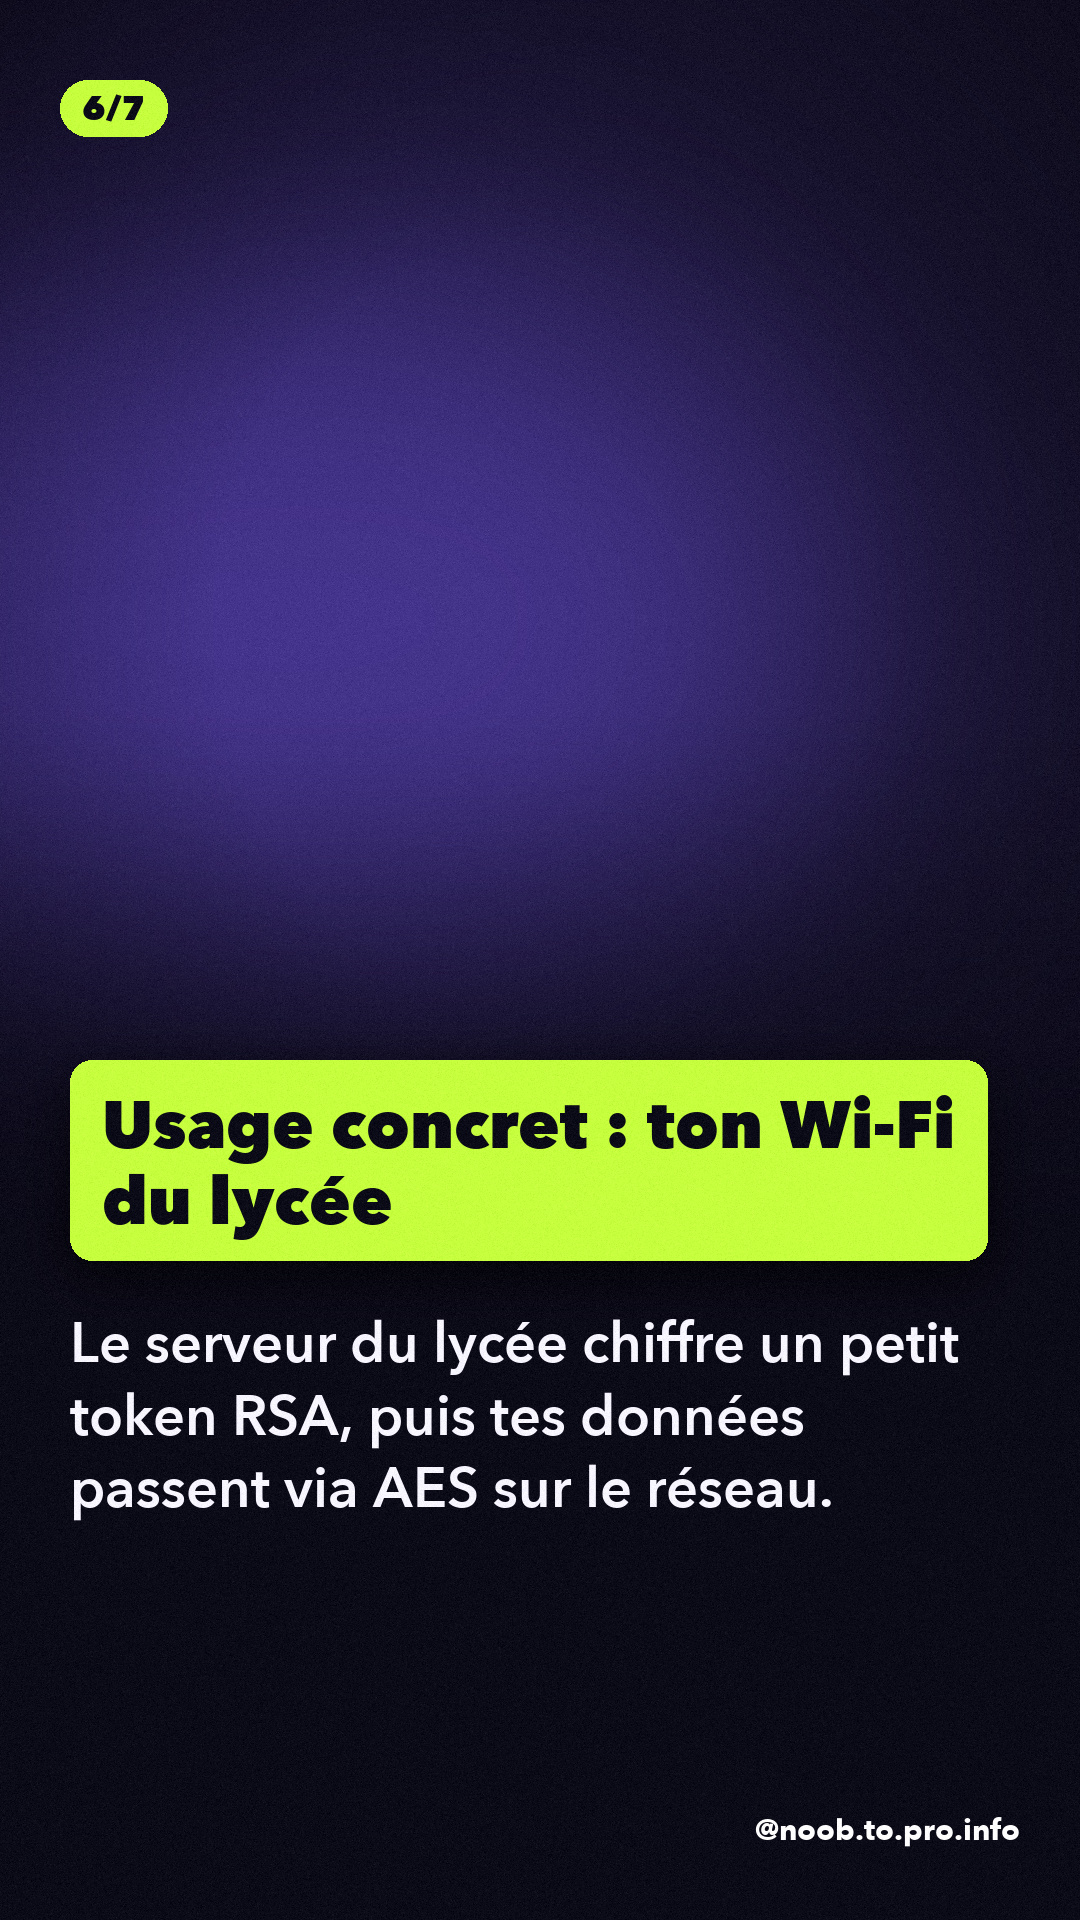 6/7
Usage concret : ton Wi-Fi
du lycée
Le serveur du lycée chiffre un petit
token RSA, puis tes données
passent via AES sur le réseau.
@noob.to.pro.info